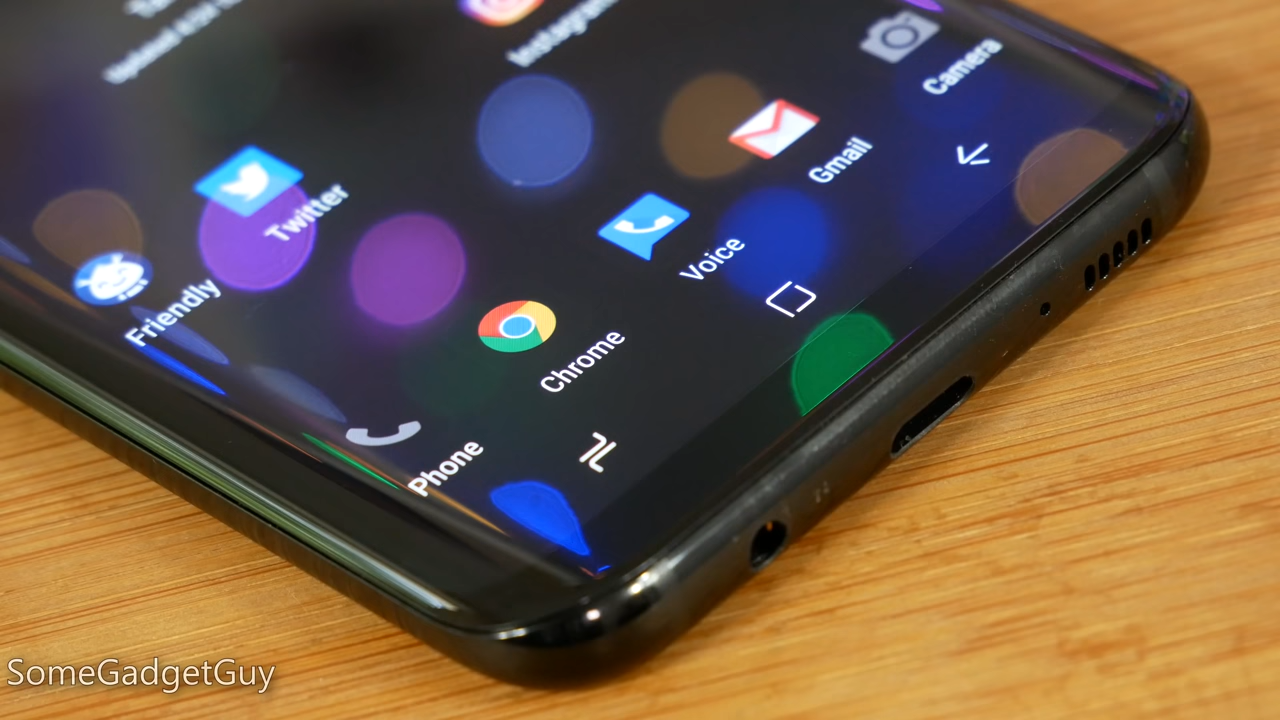 Instagram
Camera
Twitter
Gmail
Friendly
Voice
Chrome
Phone
SomeGadgetGuy